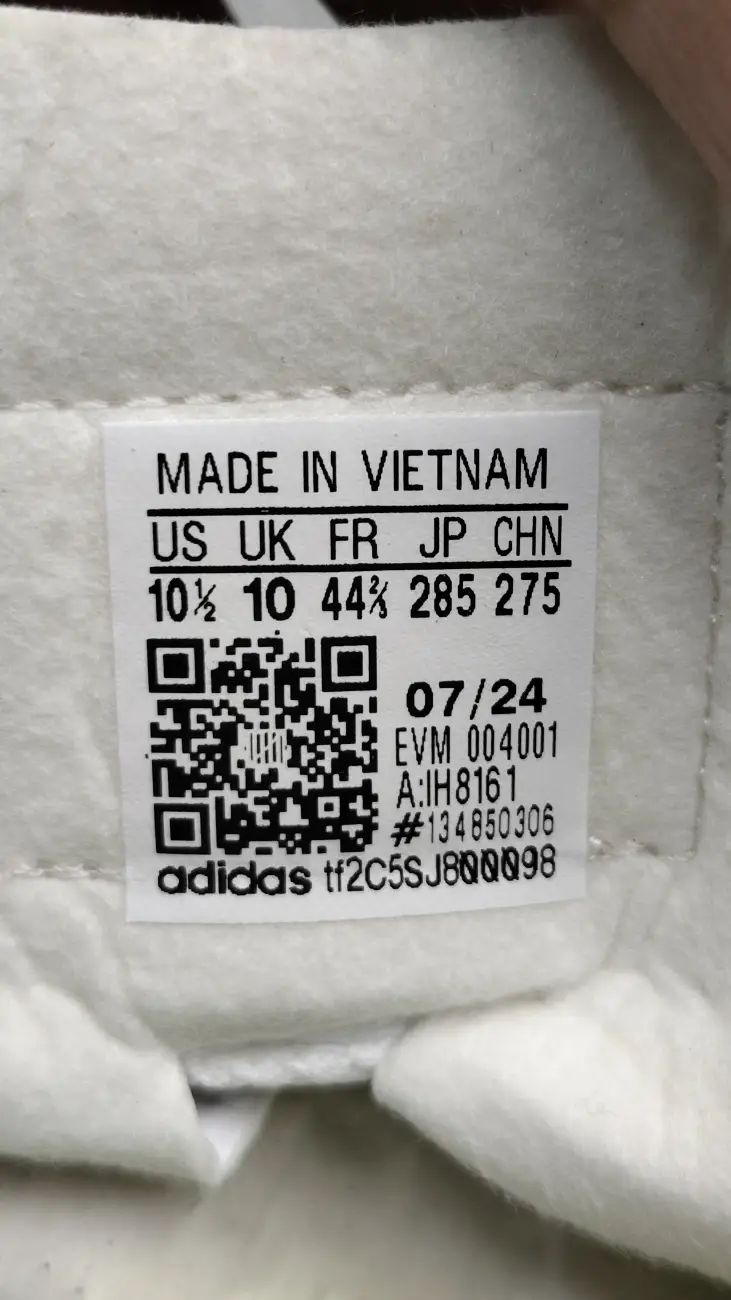 MADE IN VIETNAM
US UK FR JP CHN
10½ 10 44⅔ 285 275
07/24
EVM 004001
A:IH8161
#134850306
adidas tf2C5SJ800098